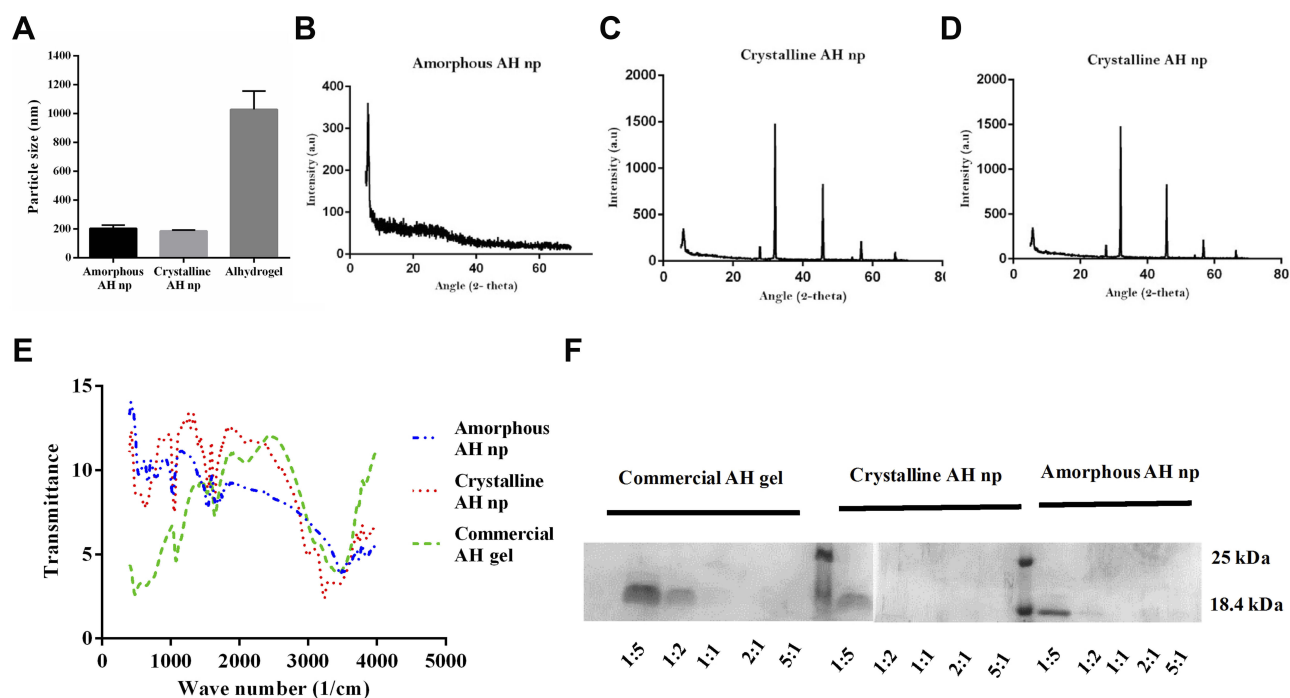 A
Particle size (nm)
1400
1200
1000
800
600
400
200
0
Amorphous
AH np
Crystalline
AH np
Alhydrogel
B
Amorphous AH np
Intensity (a.u)
400
300
200
100
0
0
20
40
60
Angle (2- theta)
C
Crystalline AH np
Intensity (a.u)
2000
1500
1000
500
0
0
20
40
60
80
Angle (2-theta)
D
Crystalline AH np
Intensity (a.u)
2000
1500
1000
500
0
0
20
40
60
80
Angle (2-theta)
E
Transmittance
15
10
5
0
0
1000
2000
3000
4000
5000
Wave number (1/cm)
Amorphous
AH np
Crystalline
AH np
Commercial
AH gel
F
Commercial AH gel
Crystalline AH np
Amorphous AH np
25 kDa
18.4 kDa
1:5
1:2
1:1
2:1
5:1
1:5
1:2
1:1
2:1
5:1
1:5
1:2
1:1
2:1
5:1